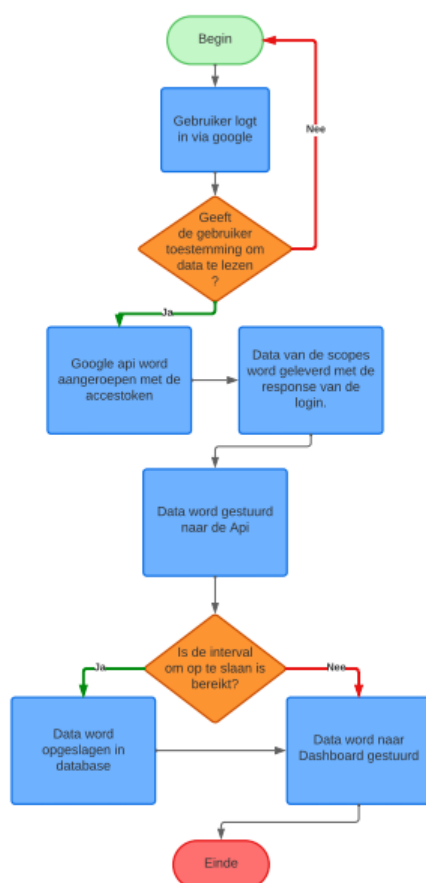 Begin
Nee
Gebruiker logt
in via google
Geeft
de gebruiker
toestemming om
data te lezen
?
Ja
Google api word
aangeroepen met de
accestoken
Data van de scopes
word geleverd met de
response van de
login.
Data word gestuurd
naar de Api
Is de interval
om op te slaan is
bereikt?
Ja
Nee
Data word
opgeslagen in
database
Data word naar
Dashboard gestuurd
Einde